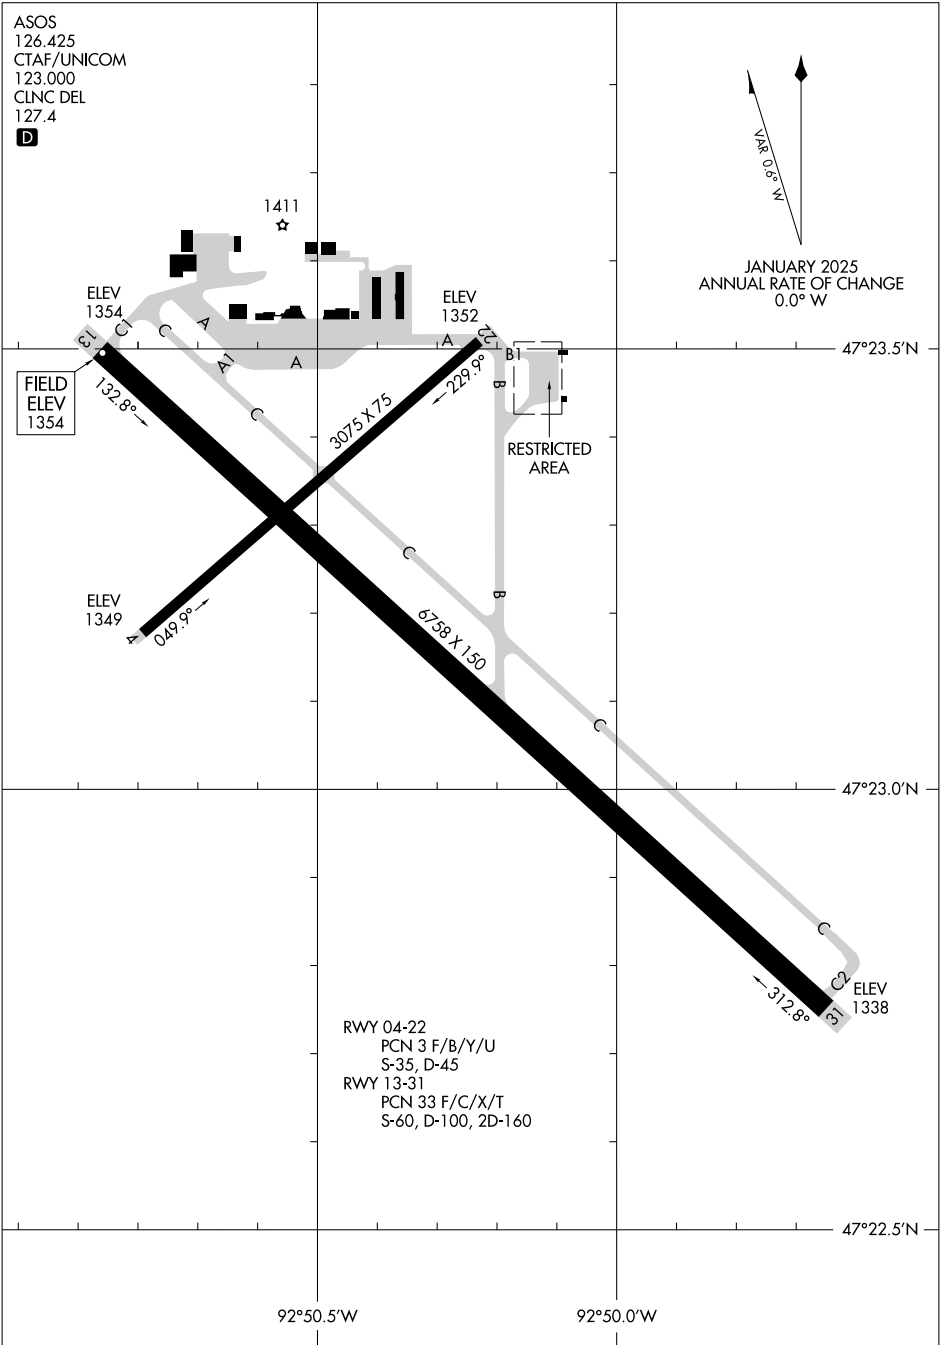 ASOS
126.425
CTAF/UNICOM
123.000
CLNC DEL
127.4
D
VAR 0.6° W
JANUARY 2025
ANNUAL RATE OF CHANGE
0.0° W
1411
ELEV
1354
ELEV
1352
13
C1
C
A
A1
A
A
22
B1
47°23.5'N
FIELD
ELEV
1354
132.8°
229.9°
B
C
3075 X 75
RESTRICTED
AREA
C
ELEV
1349
4
049.9°
B
6758 X 150
C
47°23.0'N
C
C2
ELEV
1338
312.8°
31
RWY 04-22
PCN 3 F/B/Y/U
S-35, D-45
RWY 13-31
PCN 33 F/C/X/T
S-60, D-100, 2D-160
47°22.5'N
92°50.5'W
92°50.0'W